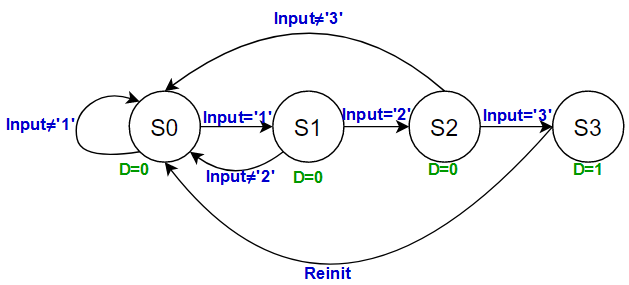 Input≠'3'
Input≠'1'
S0
Input='1'
S1
Input='2'
S2
Input='3'
S3
D=0
Input≠'2'
D=0
D=0
D=1
Reinit